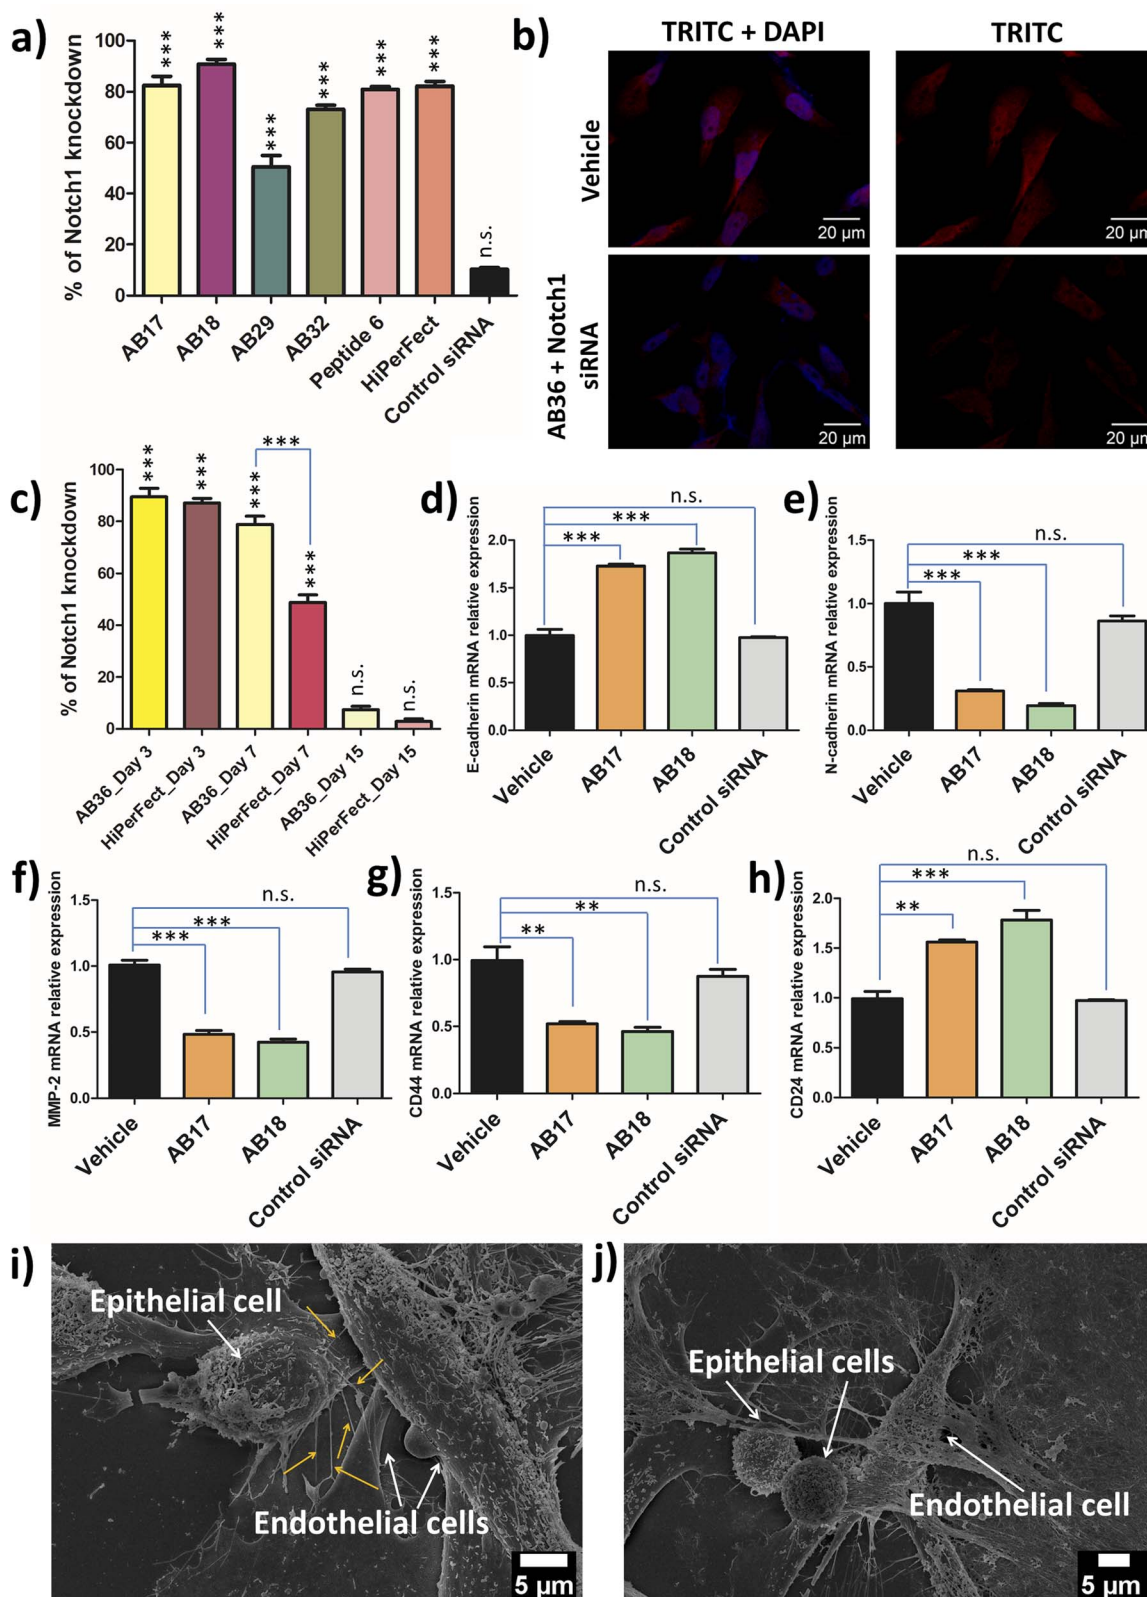 a)
% of Notch1 knockdown
100
80
60
40
20
0
***
***
***
***
***
***
n.s.
AB17
AB18
AB29
AB32
Peptide 6
HiPerFect
Control siRNA
b)
TRITC + DAPI
TRITC
Vehicle
20 µm
20 µm
AB36 + Notch1
siRNA
20 µm
20 µm
c)
% of Notch1 knockdown
100
80
60
40
20
0
***
***
***
***
***
n.s.
n.s.
AB36_Day 3
HiPerFect_Day 3
AB36_Day 7
HiPerFect_Day 7
AB36_Day 15
HiPerFect_Day 15
d)
E-cadherin mRNA relative expression
2.0
1.5
1.0
0.5
0.0
n.s.
***
***
Vehicle
AB17
AB18
Control siRNA
e)
N-cadherin mRNA relative expression
1.5
1.0
0.5
0.0
n.s.
***
***
Vehicle
AB17
AB18
Control siRNA
f)
MMP-2 mRNA relative expression
1.5
1.0
0.5
0.0
n.s.
***
***
Vehicle
AB17
AB18
Control siRNA
g)
CD44 mRNA relative expression
1.5
1.0
0.5
0.0
n.s.
**
**
Vehicle
AB17
AB18
Control siRNA
h)
CD24 mRNA relative expression
2.0
1.5
1.0
0.5
0.0
n.s.
***
**
Vehicle
AB17
AB18
Control siRNA
i)
Epithelial cell
Endothelial cells
5 µm
j)
Epithelial cells
Endothelial cell
5 µm